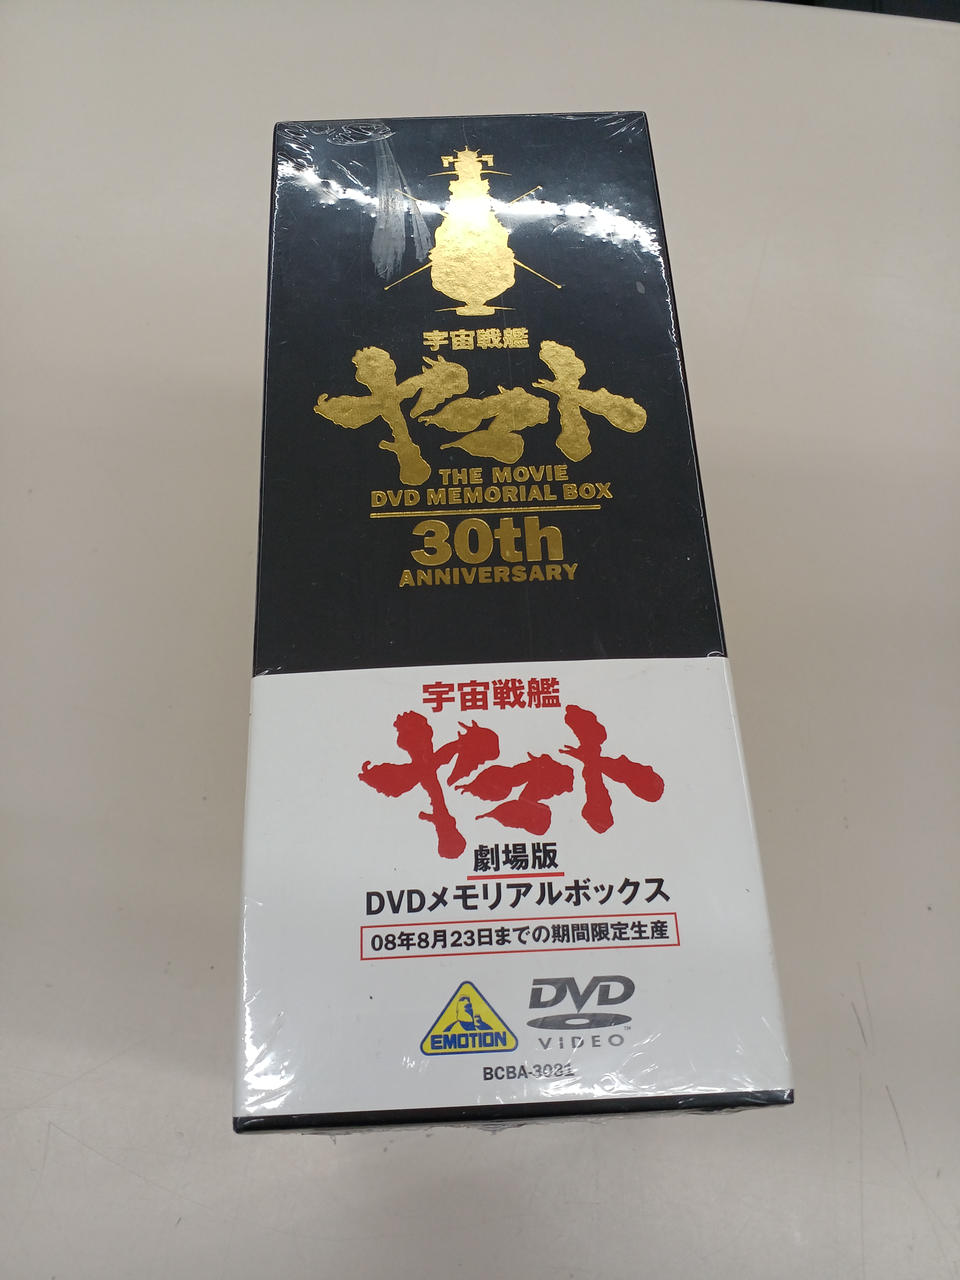 宇宙戦艦
ヤマト
THE MOVIE
DVD MEMORIAL BOX
30th
ANNIVERSARY
宇宙戦艦
ヤマト
劇場版
DVDメモリアルボックス
08年8月23日までの期間限定生産
EMOTION
DVD
VIDEO
TM
BCBA-3081